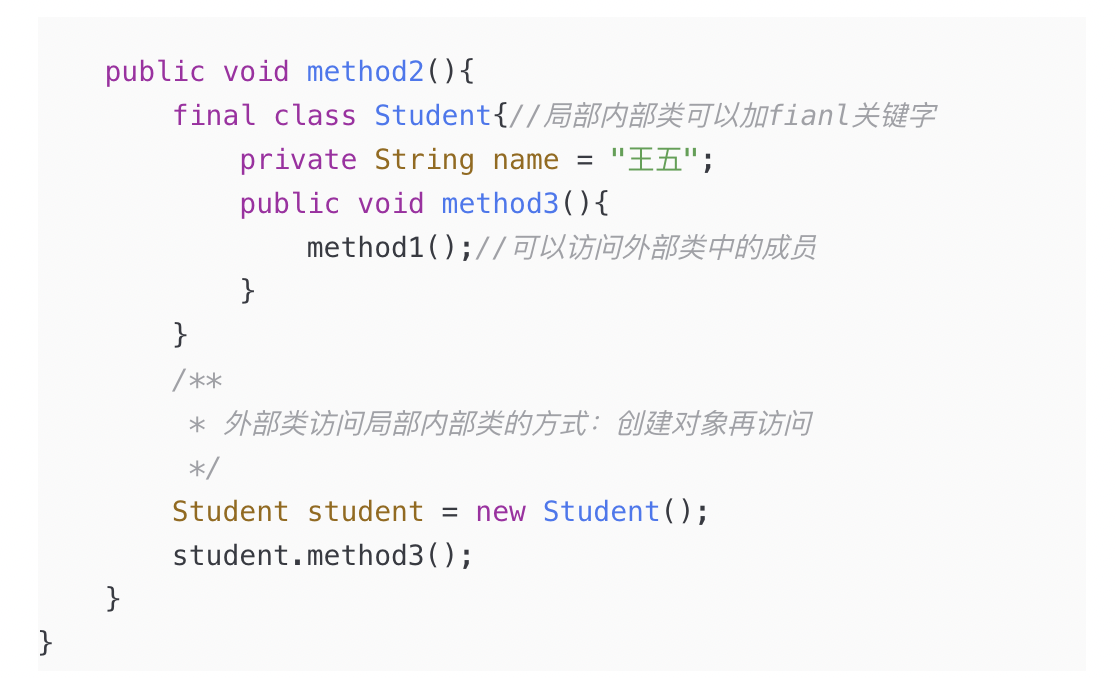 public void method2(){
final class Student{//局部内部类可以加fianl关键字
private String name = "王五";
public void method3(){
method1();//可以访问外部类中的成员
}
}
/**
* 外部类访问局部内部类的方式：创建对象再访问
*/
Student student = new Student();
student.method3();
}
}